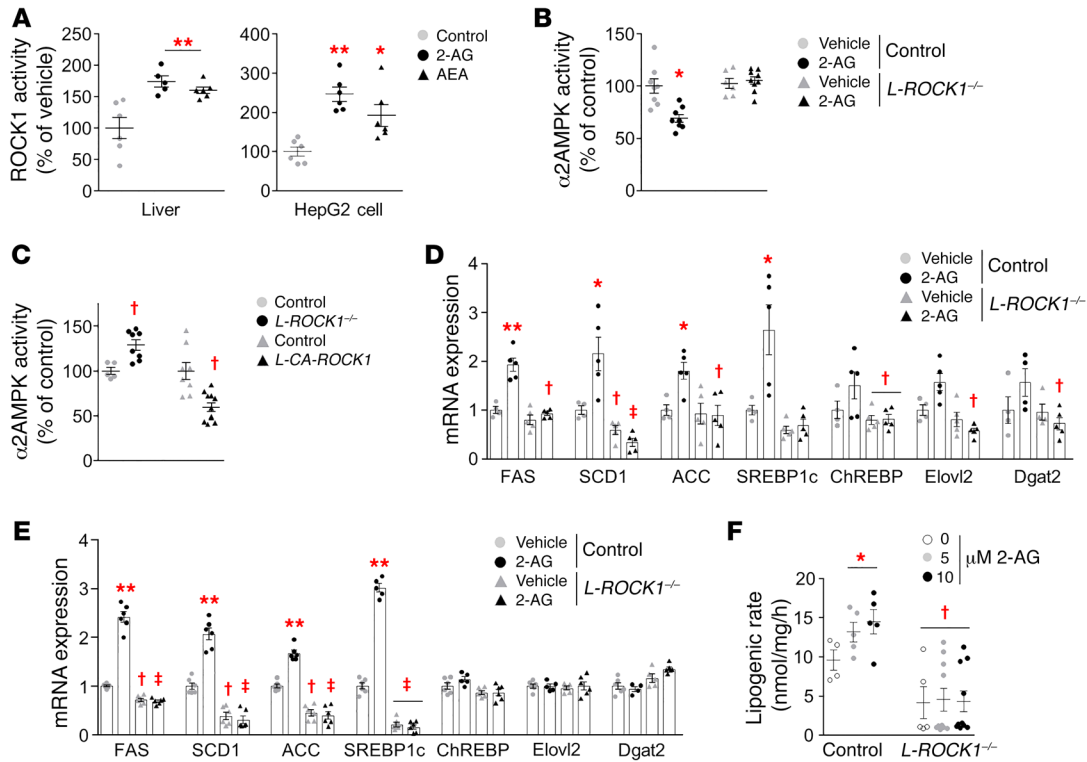 A
ROCK1 activity
(% of vehicle)
250
200
150
100
50
0
**
Liver
400
300
200
100
0
**
*
HepG2 cell
Control
2-AG
AEA
B
α2AMPK activity
(% of control)
150
100
50
0
*
Vehicle
2-AG
Control
Vehicle
2-AG
L-ROCK1–/–
C
α2AMPK activity
(% of control)
150
100
50
0
†
†
Control
L-ROCK1–/–
Control
L-CA-ROCK1
D
mRNA expression
4
3
2
1
0
**
†
*
†
‡
*
†
*
†
†
†
FAS
SCD1
ACC
SREBP1c
ChREBP
Elovl2
Dgat2
Vehicle
2-AG
Control
Vehicle
2-AG
L-ROCK1–/–
E
mRNA expression
4
3
2
1
0
**
†
‡
**
†
‡
**
†
‡
**
‡
FAS
SCD1
ACC
SREBP1c
ChREBP
Elovl2
Dgat2
Vehicle
2-AG
Control
Vehicle
2-AG
L-ROCK1–/–
F
0
5
10
μM 2-AG
Lipogenic rate
(nmol/mg/h)
20
15
10
5
0
*
†
Control
L-ROCK1–/–